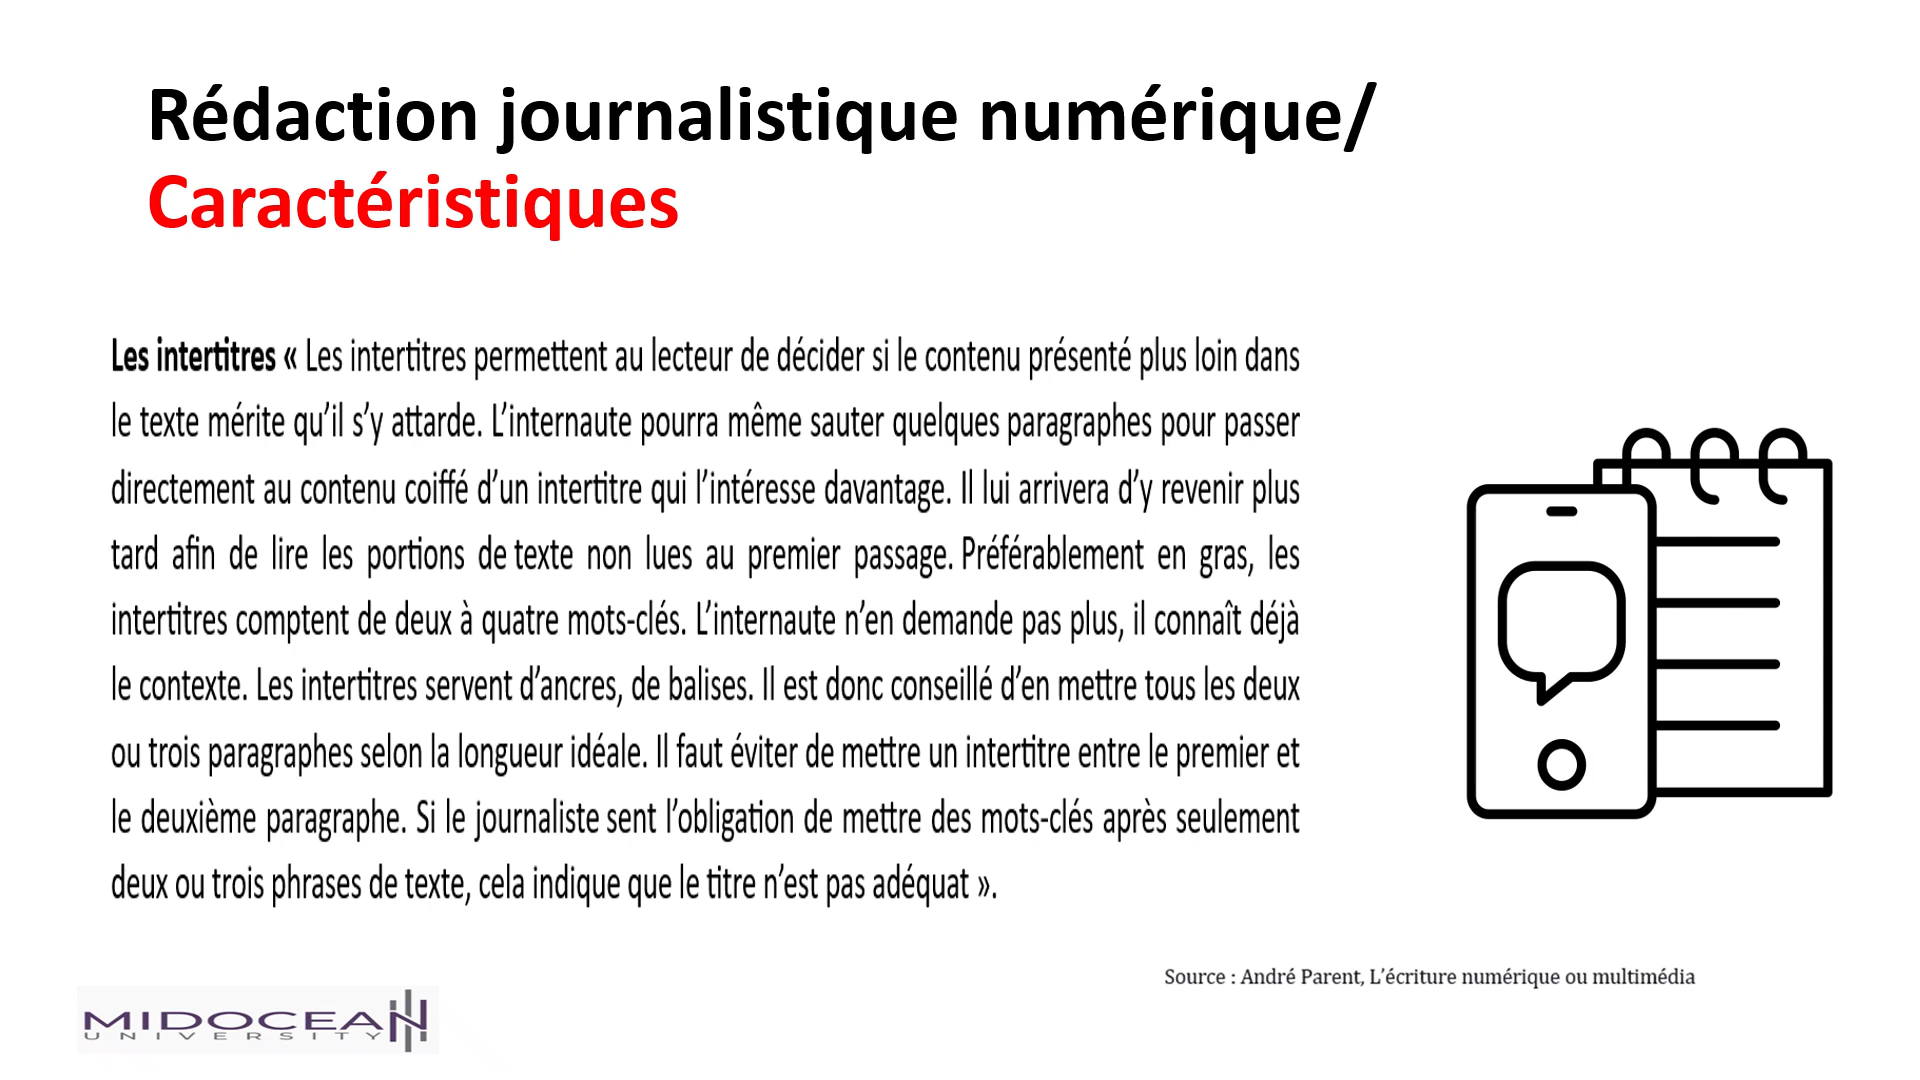 Rédaction journalistique numérique/
Caractéristiques
Les intertitres « Les intertitres permettent au lecteur de décider si le contenu présenté plus loin dans
le texte mérite qu’il s’y attarde. L’internaute pourra même sauter quelques paragraphes pour passer
directement au contenu coiffé d’un intertitre qui l’intéresse davantage. Il lui arrivera d’y revenir plus
tard afin de lire les portions de texte non lues au premier passage. Préférablement en gras, les
intertitres comptent de deux à quatre mots-clés. L’internaute n’en demande pas plus, il connaît déjà
le contexte. Les intertitres servent d’ancres, de balises. Il est donc conseillé d’en mettre tous les deux
ou trois paragraphes selon la longueur idéale. Il faut éviter de mettre un intertitre entre le premier et
le deuxième paragraphe. Si le journaliste sent l’obligation de mettre des mots-clés après seulement
deux ou trois phrases de texte, cela indique que le titre n’est pas adéquat ».
Source : André Parent, L’écriture numérique ou multimédia
MIDOCEAN
UNIVERSITY